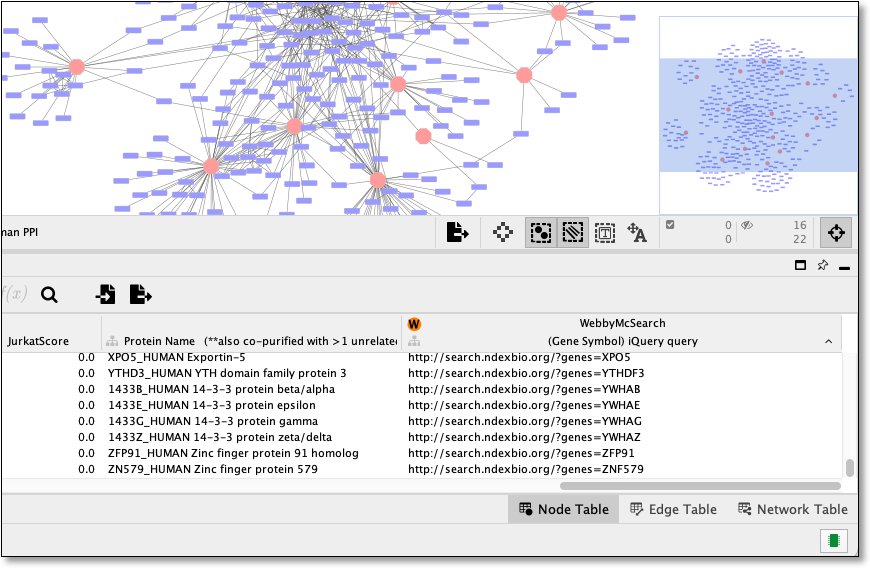 man PPI
0 16
0 22
f(x)
W WebbyMcSearch
JurkatScore Protein Name (**also co-purified with >1 unrelate (Gene Symbol) iQuery query
0.0 XPO5_HUMAN Exportin-5 http://search.ndexbio.org/?genes=XPO5
0.0 YTHD3_HUMAN YTH domain family protein 3 http://search.ndexbio.org/?genes=YTHDF3
0.0 1433B_HUMAN 14-3-3 protein beta/alpha http://search.ndexbio.org/?genes=YWHAB
0.0 1433E_HUMAN 14-3-3 protein epsilon http://search.ndexbio.org/?genes=YWHAE
0.0 1433G_HUMAN 14-3-3 protein gamma http://search.ndexbio.org/?genes=YWHAG
0.0 1433Z_HUMAN 14-3-3 protein zeta/delta http://search.ndexbio.org/?genes=YWHAZ
0.0 ZFP91_HUMAN Zinc finger protein 91 homolog http://search.ndexbio.org/?genes=ZFP91
0.0 ZN579_HUMAN Zinc finger protein 579 http://search.ndexbio.org/?genes=ZNF579
Node Table Edge Table Network Table